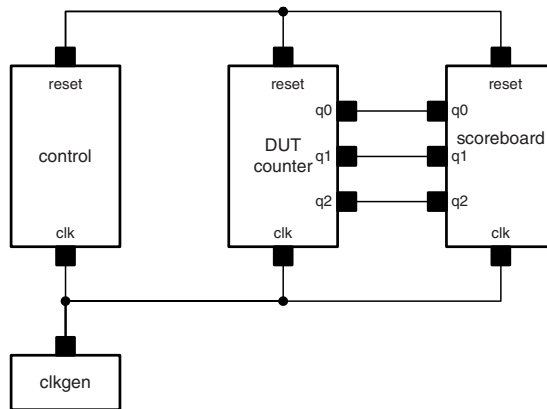 reset
reset
reset
q0
q0
control
DUT
counter
scoreboard
q1
q1
q2
q2
clk
clk
clk
clkgen